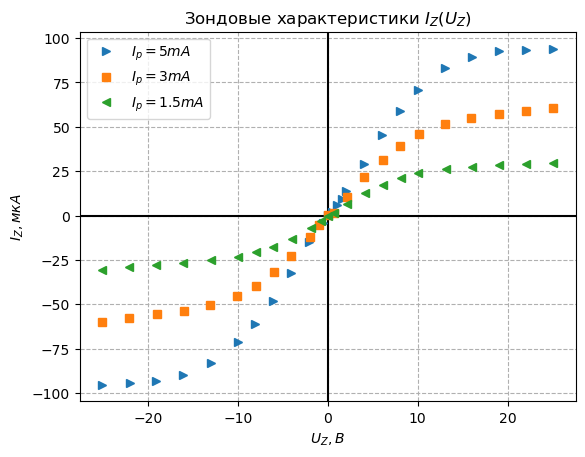 Зондовые характеристики I_Z(U_Z)
I_p = 5mA
I_p = 3mA
I_p = 1.5mA
100
75
50
25
0
−25
−50
−75
−100
I_Z, мкА
−20
−10
0
10
20
U_Z, В